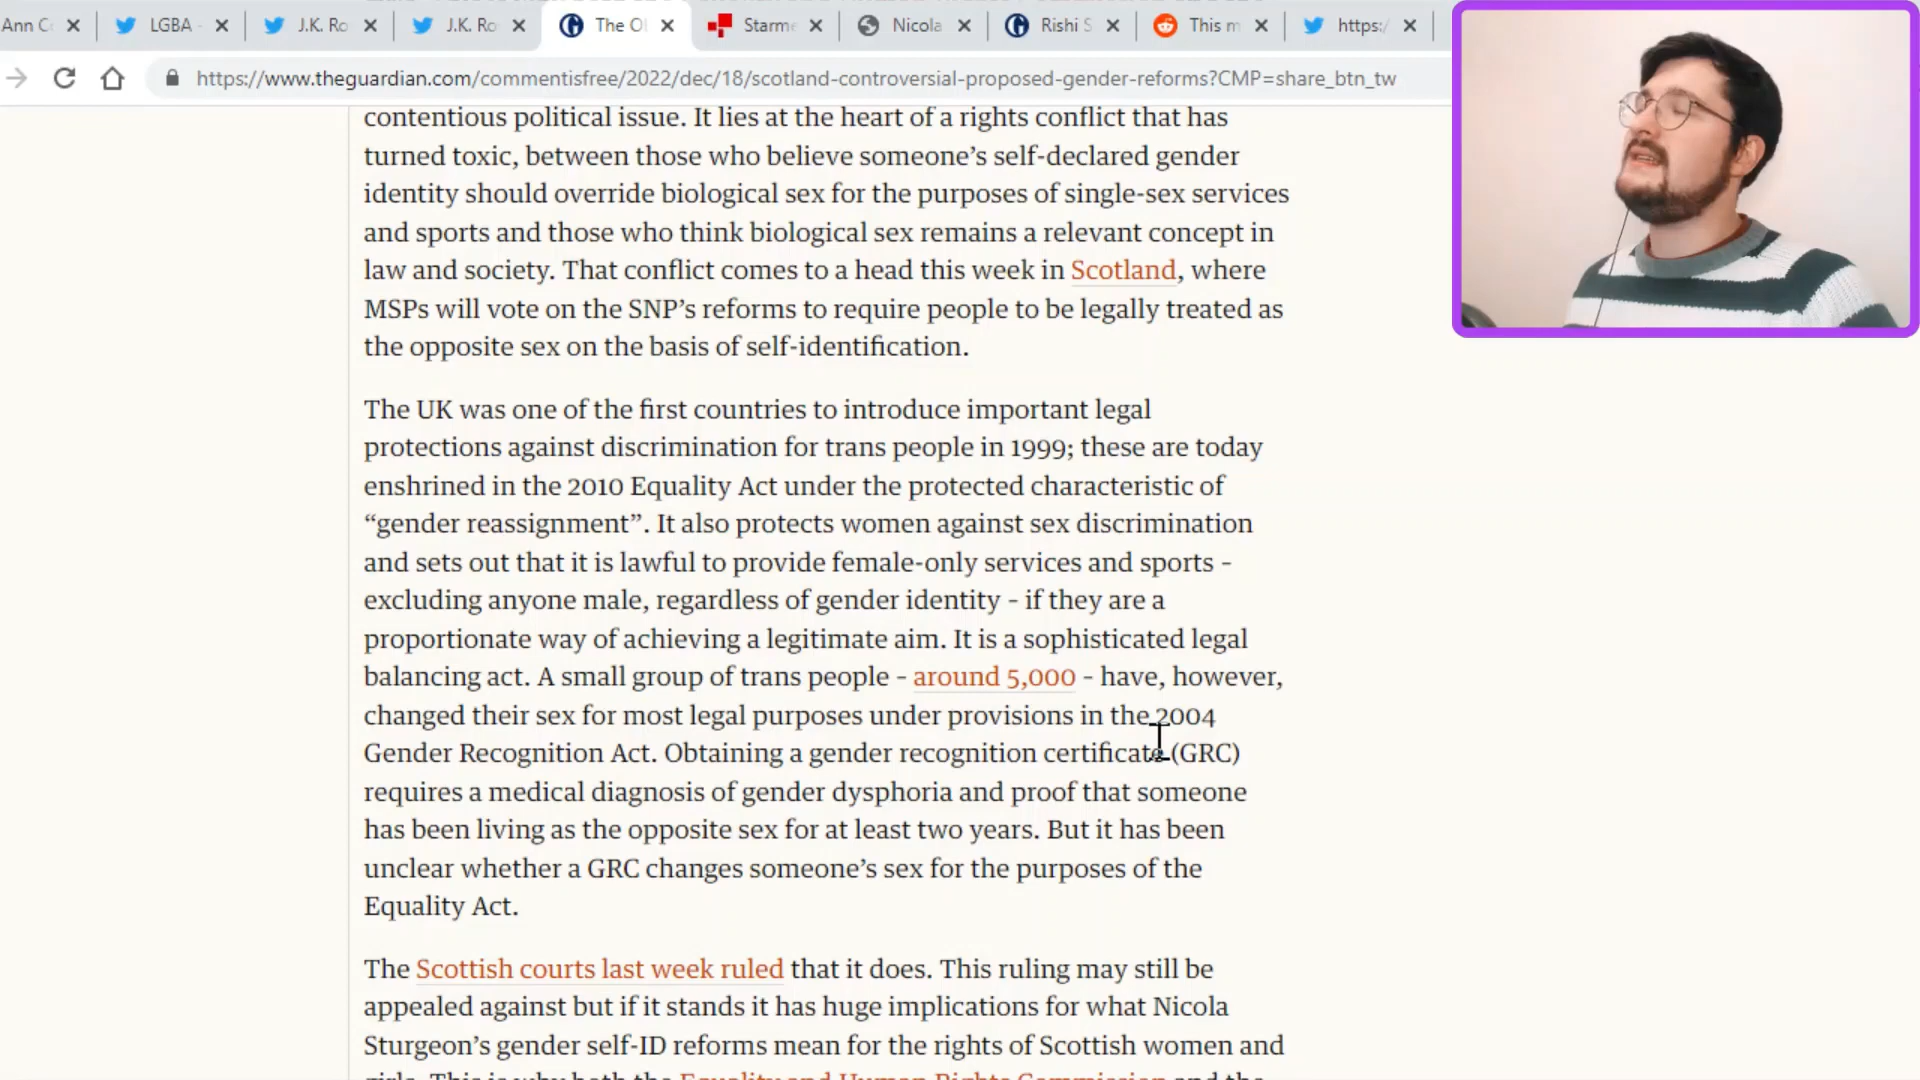 Ann C
LGBA -
J.K. Ro
J.K. Ro
The O
Starme
Nicola
Rishi S
This m
https:/
https://www.theguardian.com/commentisfree/2022/dec/18/scotland-controversial-proposed-gender-reforms?CMP=share_btn_tw
contentious political issue. It lies at the heart of a rights conflict that has
turned toxic, between those who believe someone’s self-declared gender
identity should override biological sex for the purposes of single-sex services
and sports and those who think biological sex remains a relevant concept in
law and society. That conflict comes to a head this week in Scotland, where
MSPs will vote on the SNP’s reforms to require people to be legally treated as
the opposite sex on the basis of self-identification.
The UK was one of the first countries to introduce important legal
protections against discrimination for trans people in 1999; these are today
enshrined in the 2010 Equality Act under the protected characteristic of
“gender reassignment”. It also protects women against sex discrimination
and sets out that it is lawful to provide female-only services and sports -
excluding anyone male, regardless of gender identity - if they are a
proportionate way of achieving a legitimate aim. It is a sophisticated legal
balancing act. A small group of trans people - around 5,000 - have, however,
changed their sex for most legal purposes under provisions in the 2004
Gender Recognition Act. Obtaining a gender recognition certificate (GRC)
requires a medical diagnosis of gender dysphoria and proof that someone
has been living as the opposite sex for at least two years. But it has been
unclear whether a GRC changes someone’s sex for the purposes of the
Equality Act.
The Scottish courts last week ruled that it does. This ruling may still be
appealed against but if it stands it has huge implications for what Nicola
Sturgeon’s gender self-ID reforms mean for the rights of Scottish women and
girls. This is why both the Equality and Human Rights Commission and the